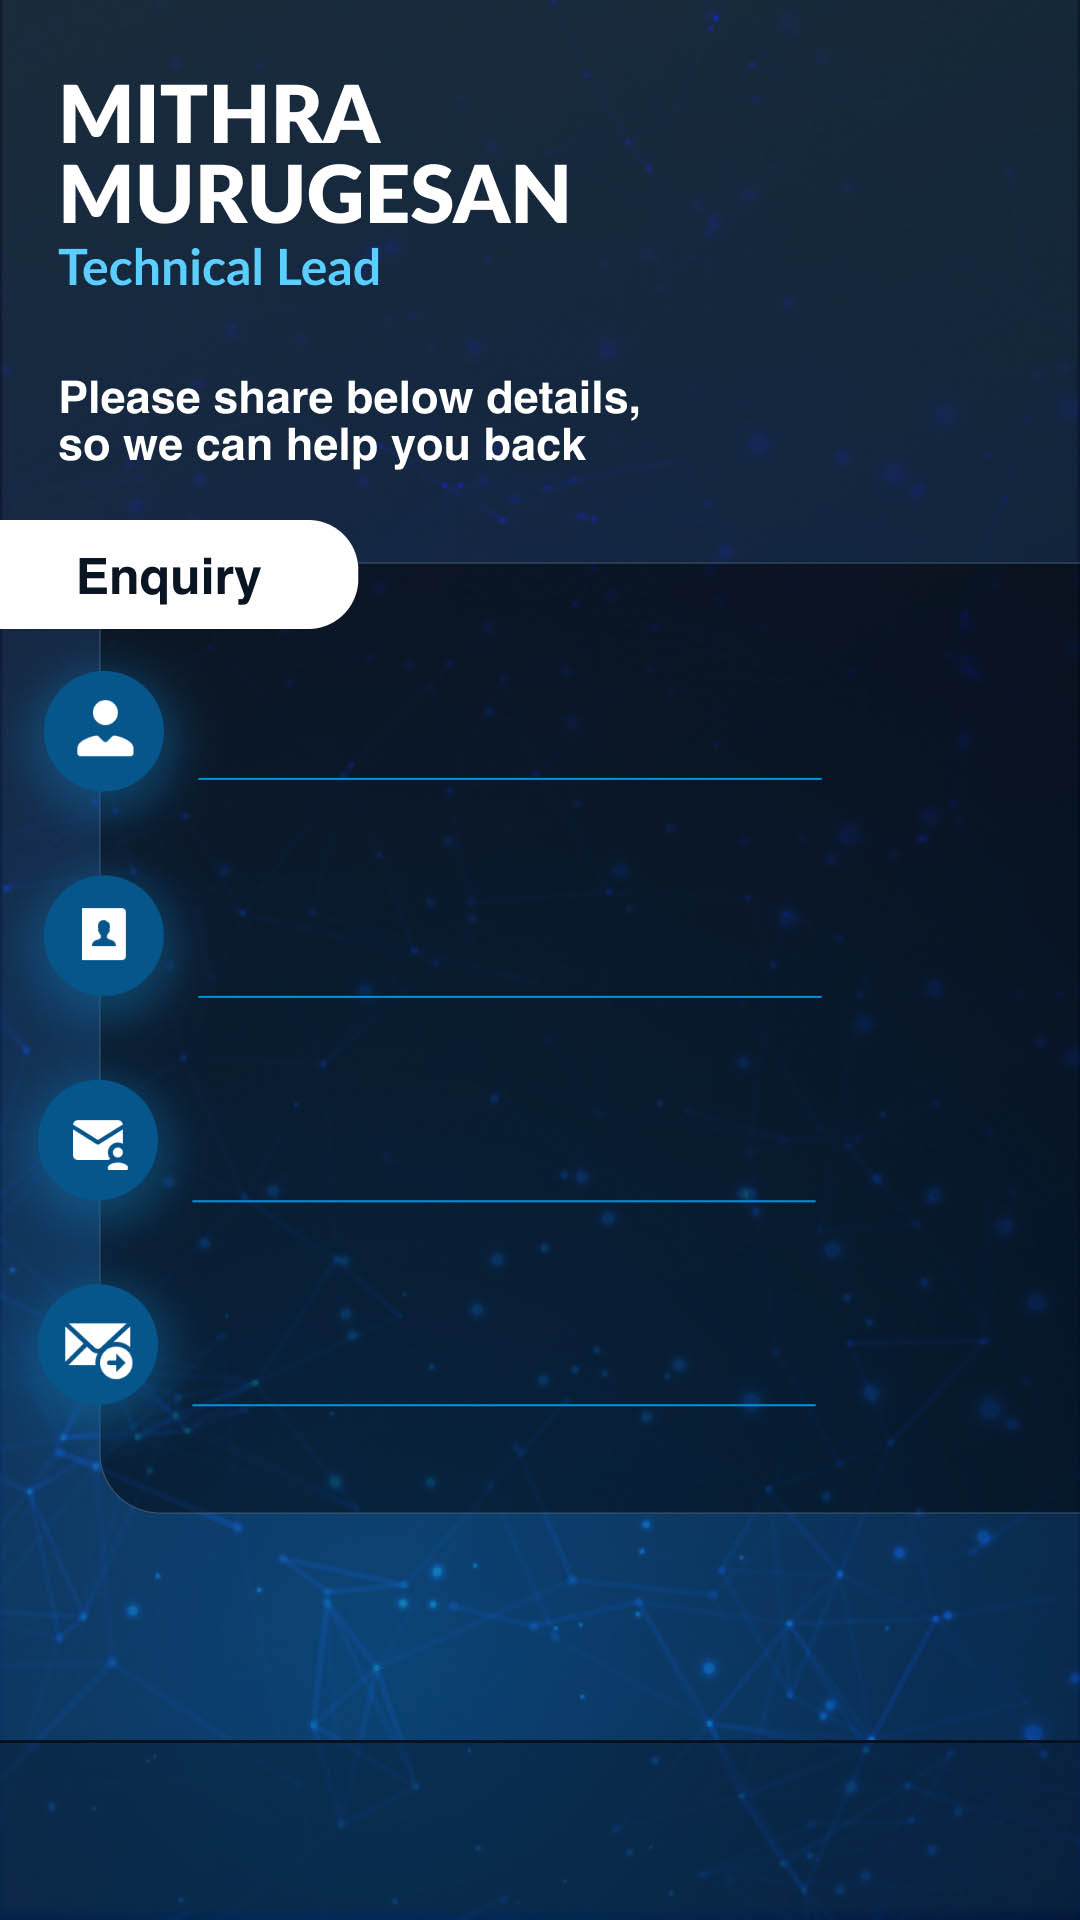 MITHRA
MURUGESAN
Technical Lead
Please share below details,
so we can help you back
Enquiry